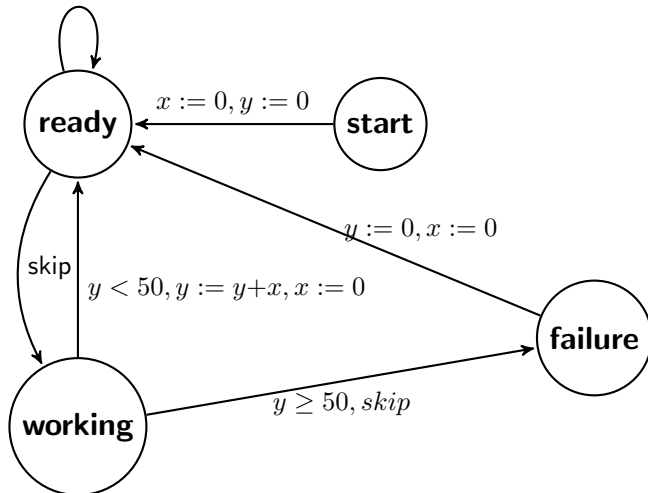 x := 0, y := 0
ready
start
y := 0, x := 0
skip
y < 50, y := y+x, x := 0
failure
y ≥ 50, skip
working